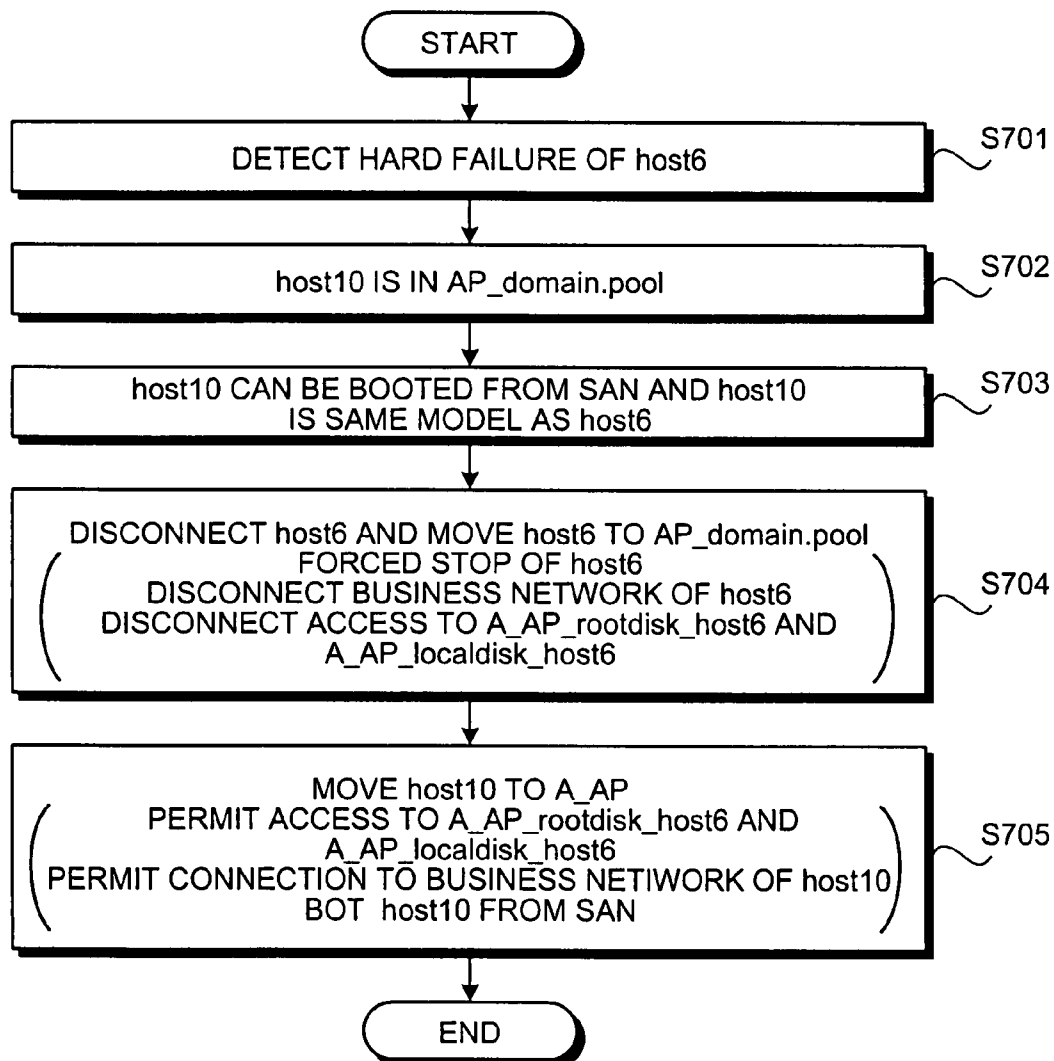 START
DETECT HARD FAILURE OF host6
S701
host10 IS IN AP_domain.pool
S702
host10 CAN BE BOOTED FROM SAN AND host10
IS SAME MODEL AS host6
S703
DISCONNECT host6 AND MOVE host6 TO AP_domain.pool
FORCED STOP OF host6
DISCONNECT BUSINESS NETWORK OF host6
DISCONNECT ACCESS TO A_AP_rootdisk_host6 AND
A_AP_localdisk_host6
S704
MOVE host10 TO A_AP
PERMIT ACCESS TO A_AP_rootdisk_host6 AND
A_AP_localdisk_host6
PERMIT CONNECTION TO BUSINESS NETIWORK OF host10
BOT host10 FROM SAN
S705
END